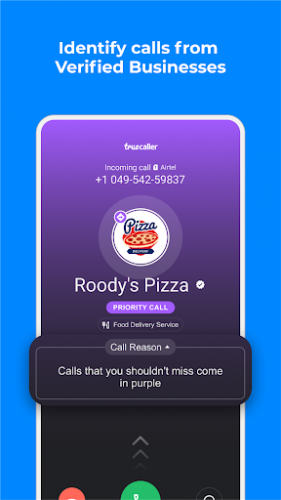 Identify calls from
Verified Businesses
truecaller
Incoming call Airtel
+1 049-542-59837
Pizza
Roody's Pizza
PRIORITY CALL
Food Delivery Service
Call Reason
Calls that you shouldn't miss come
in purple